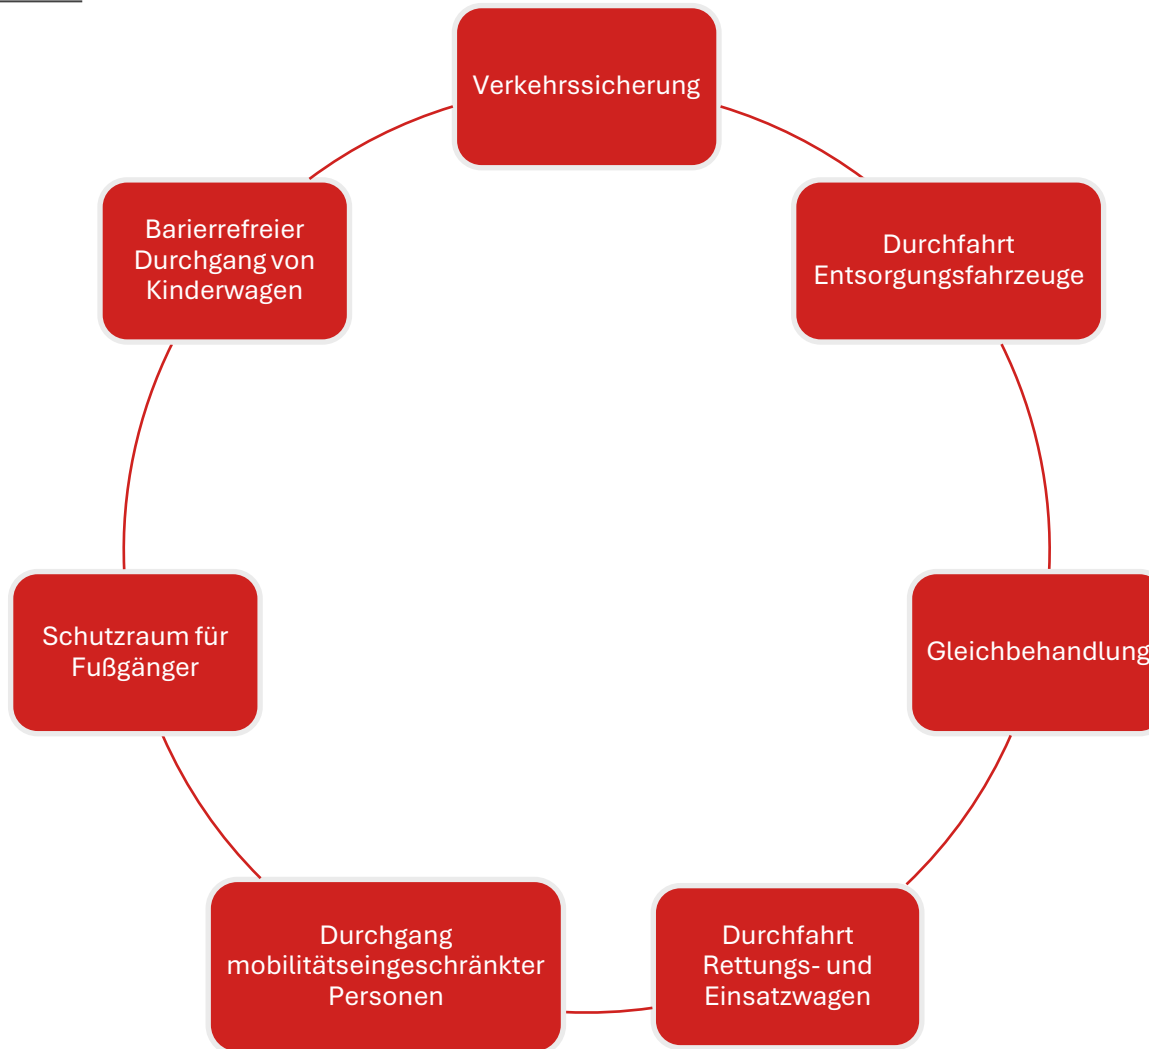 Verkehrssicherung
Durchfahrt
Entsorgungsfahrzeuge
Gleichbehandlung
Durchfahrt
Rettungs- und
Einsatzwagen
Durchgang
mobilitätseingeschränkter
Personen
Schutzraum für
Fußgänger
Barierrefreier
Durchgang von
Kinderwagen